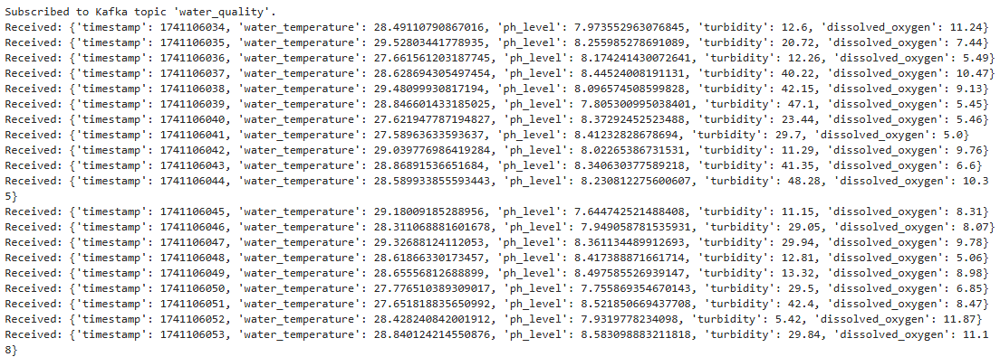 Subscribed to Kafka topic 'water_quality'.
Received: {'timestamp': 1741106034, 'water_temperature': 28.49110790867016, 'ph_level': 7.973552963076845, 'turbidity': 12.6, 'dissolved_oxygen': 11.24}
Received: {'timestamp': 1741106035, 'water_temperature': 29.52803441778935, 'ph_level': 8.255985278691089, 'turbidity': 20.72, 'dissolved_oxygen': 7.44}
Received: {'timestamp': 1741106036, 'water_temperature': 27.661561203187745, 'ph_level': 8.174241430072641, 'turbidity': 12.26, 'dissolved_oxygen': 5.49}
Received: {'timestamp': 1741106037, 'water_temperature': 28.628694305497454, 'ph_level': 8.44524008191131, 'turbidity': 40.22, 'dissolved_oxygen': 10.47}
Received: {'timestamp': 1741106038, 'water_temperature': 29.48099930817194, 'ph_level': 8.096574508599828, 'turbidity': 42.15, 'dissolved_oxygen': 9.13}
Received: {'timestamp': 1741106039, 'water_temperature': 28.846601433185025, 'ph_level': 7.805300995038401, 'turbidity': 47.1, 'dissolved_oxygen': 5.45}
Received: {'timestamp': 1741106040, 'water_temperature': 27.621947787194827, 'ph_level': 8.37292452523488, 'turbidity': 23.44, 'dissolved_oxygen': 5.46}
Received: {'timestamp': 1741106041, 'water_temperature': 27.58963633593637, 'ph_level': 8.41232828678694, 'turbidity': 29.7, 'dissolved_oxygen': 5.0}
Received: {'timestamp': 1741106042, 'water_temperature': 29.039776986419284, 'ph_level': 8.02265386731531, 'turbidity': 11.29, 'dissolved_oxygen': 9.76}
Received: {'timestamp': 1741106043, 'water_temperature': 28.86891536651684, 'ph_level': 8.340630377589218, 'turbidity': 41.35, 'dissolved_oxygen': 6.6}
Received: {'timestamp': 1741106044, 'water_temperature': 28.589933855593443, 'ph_level': 8.230812275600607, 'turbidity': 48.28, 'dissolved_oxygen': 10.3
5}
Received: {'timestamp': 1741106045, 'water_temperature': 29.18009185288956, 'ph_level': 7.644742521488408, 'turbidity': 11.15, 'dissolved_oxygen': 8.31}
Received: {'timestamp': 1741106046, 'water_temperature': 28.311068881601678, 'ph_level': 7.949058781535931, 'turbidity': 29.05, 'dissolved_oxygen': 8.07}
Received: {'timestamp': 1741106047, 'water_temperature': 29.32688124112053, 'ph_level': 8.361134489912693, 'turbidity': 29.94, 'dissolved_oxygen': 9.78}
Received: {'timestamp': 1741106048, 'water_temperature': 28.61866330173457, 'ph_level': 8.417388871661714, 'turbidity': 12.81, 'dissolved_oxygen': 5.06}
Received: {'timestamp': 1741106049, 'water_temperature': 28.65556812688899, 'ph_level': 8.497585526939147, 'turbidity': 13.32, 'dissolved_oxygen': 8.98}
Received: {'timestamp': 1741106050, 'water_temperature': 27.776510389309017, 'ph_level': 7.755869354670143, 'turbidity': 29.5, 'dissolved_oxygen': 6.85}
Received: {'timestamp': 1741106051, 'water_temperature': 27.651818835650992, 'ph_level': 8.521850669437708, 'turbidity': 42.4, 'dissolved_oxygen': 8.47}
Received: {'timestamp': 1741106052, 'water_temperature': 28.428240842001912, 'ph_level': 7.9319778234098, 'turbidity': 5.42, 'dissolved_oxygen': 11.87}
Received: {'timestamp': 1741106053, 'water_temperature': 28.840124214550876, 'ph_level': 8.583098883211818, 'turbidity': 29.84, 'dissolved_oxygen': 11.1
8}